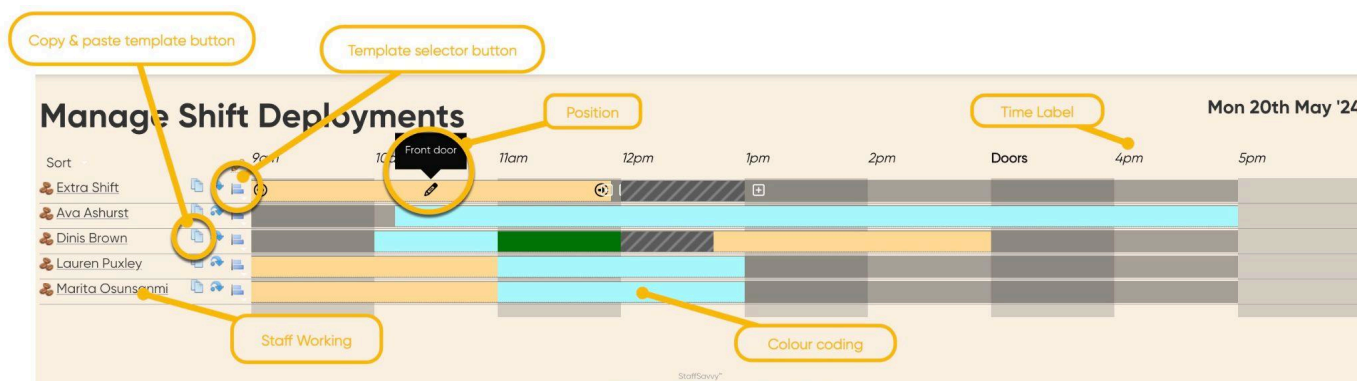 Copy & paste template button
Template selector button
Manage Shift Deployments
Position
Time Label
Mon 20th May '24
Sort
9am
Front door
11am
12pm
1pm
2pm
Doors
4pm
5pm
Extra Shift
Ava Ashurst
Dinis Brown
Lauren Puxley
Marita Osunsanmi
Staff Working
Colour coding
StaffSavvy™